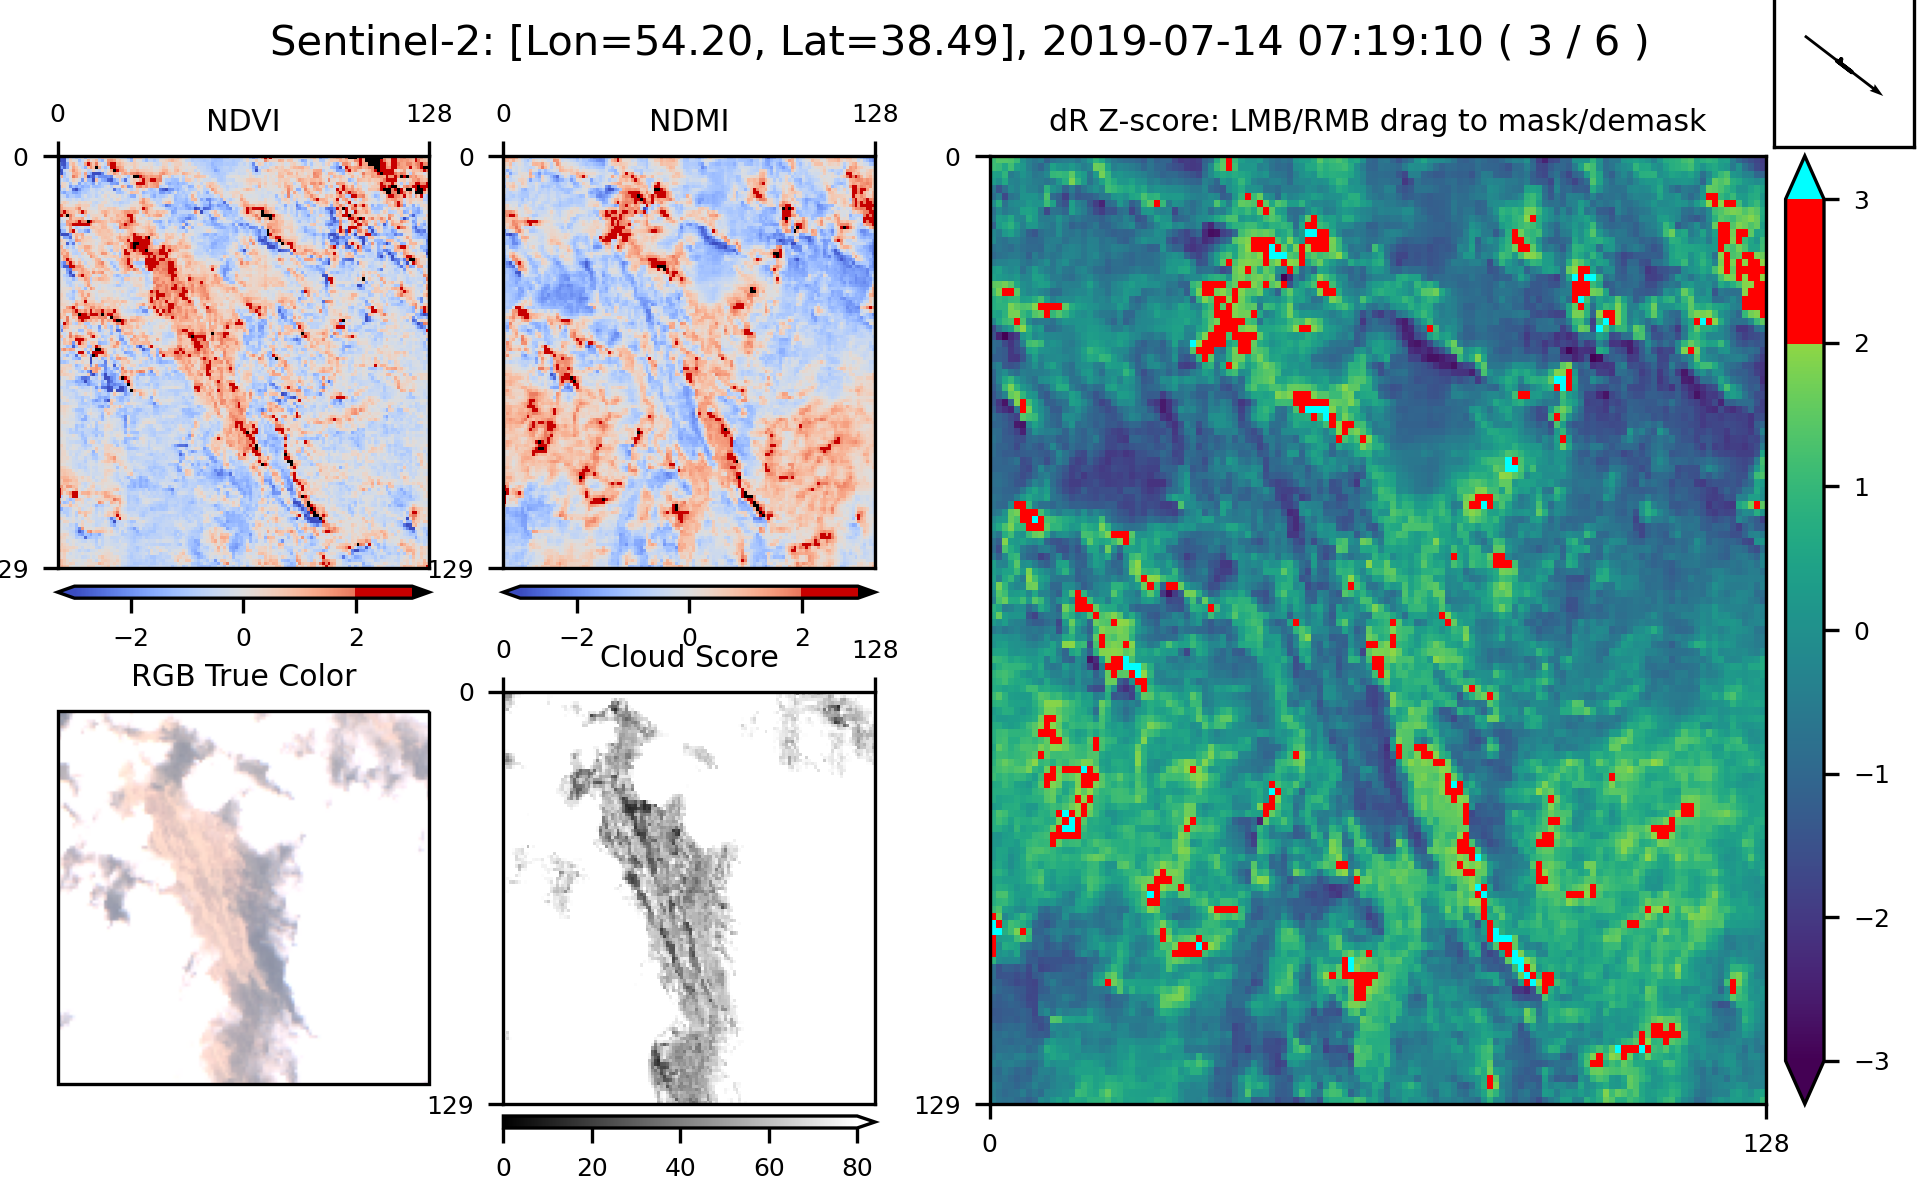 Sentinel-2: [Lon=54.20, Lat=38.49], 2019-07-14 07:19:10 ( 3 / 6 )
0 NDVI 128
0 NDMI 128
dR Z-score: LMB/RMB drag to mask/demask
0
0
0
3
2
1
0
−1
−2
−3
29
129
−2 0 2
−2 0 2
RGB True Color
0 Cloud Score 128
0
129
0 20 40 60 80
129
0 128